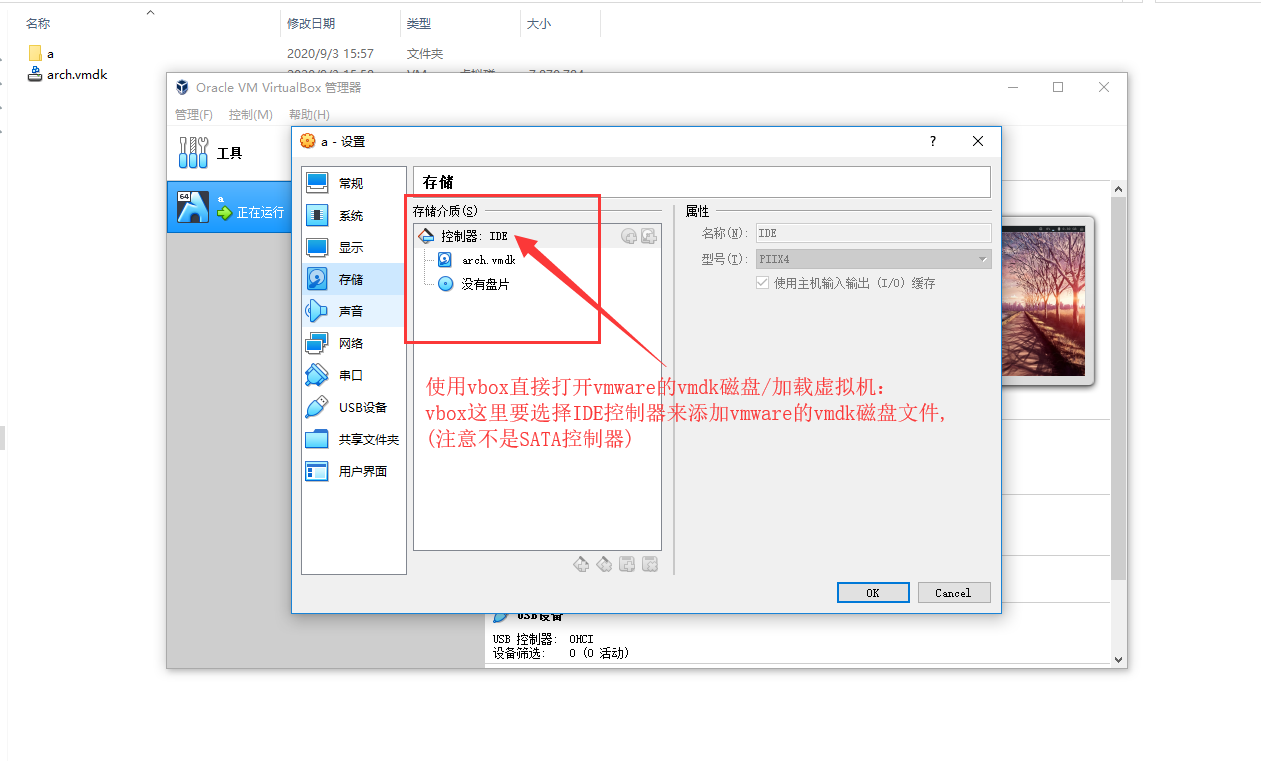 名称 修改日期 类型 大小
a 2020/9/3 15:57 文件夹
arch.vmdk
Oracle VM VirtualBox 管理器
管理(F) 控制(M) 帮助(H)
工具
64
a
正在运行
a - 设置
?
常规
系统
显示
存储
声音
网络
串口
USB设备
共享文件夹
用户界面
存储
存储介质(S)
控制器: IDE
arch.vmdk
没有盘片
属性
名称(N): IDE
型号(T): PIIX4
使用主机输入输出 (I/O) 缓存
使用vbox直接打开vmware的vmdk磁盘/加载虚拟机:
vbox这里要选择IDE控制器来添加vmware的vmdk磁盘文件,
(注意不是SATA控制器)
OK Cancel
USB设备
USB 控制器: OHCI
设备筛选: 0 (0 活动)